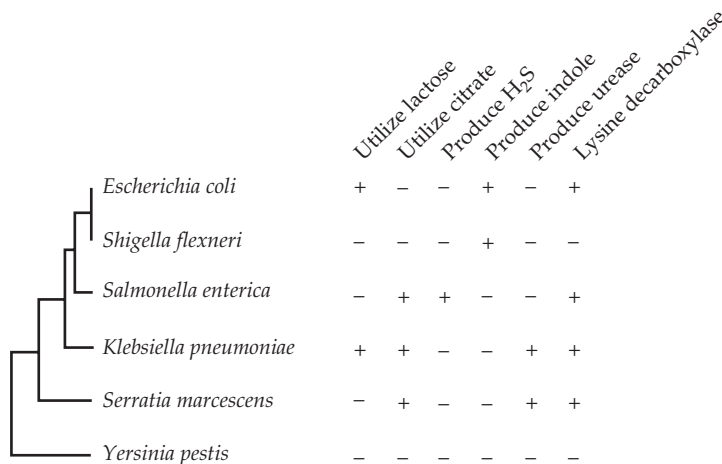 Utilize lactose
Utilize citrate
Produce H₂S
Produce indole
Produce urease
Lysine decarboxylase
Escherichia coli + – – + – +
Shigella flexneri – – – + – –
Salmonella enterica – + + – – +
Klebsiella pneumoniae + + – – + +
Serratia marcescens – + – – + +
Yersinia pestis – – – – – –